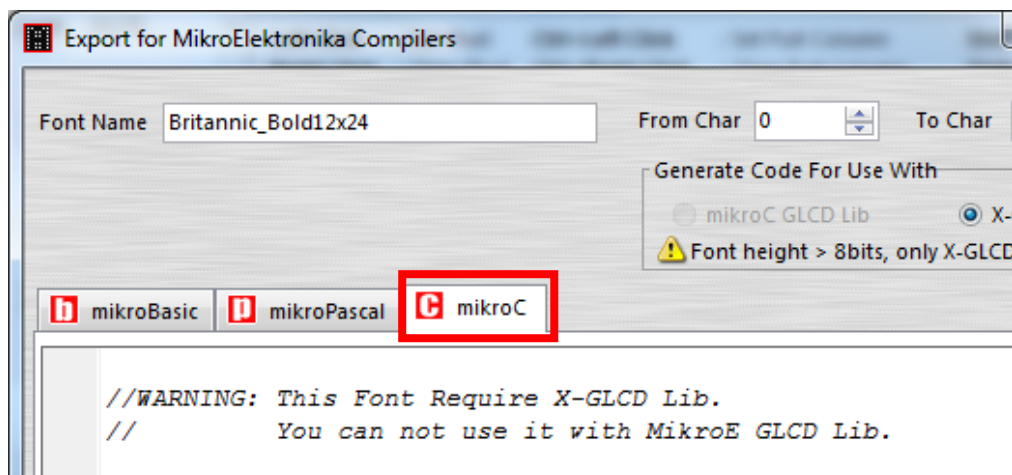 Export for MikroElektronika Compilers
Font Name Britannic_Bold12x24 From Char 0 To Char
Generate Code For Use With
mikroC GLCD Lib X-
Font height > 8bits, only X-GLCD
b mikroBasic p mikroPascal C mikroC
//WARNING: This Font Require X-GLCD Lib.
// You can not use it with MikroE GLCD Lib.